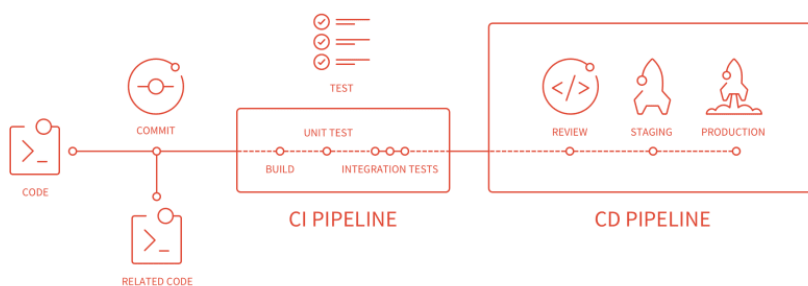 TEST
COMMIT
REVIEW
STAGING
PRODUCTION
UNIT TEST
BUILD
INTEGRATION TESTS
CODE
CI PIPELINE
CD PIPELINE
RELATED CODE